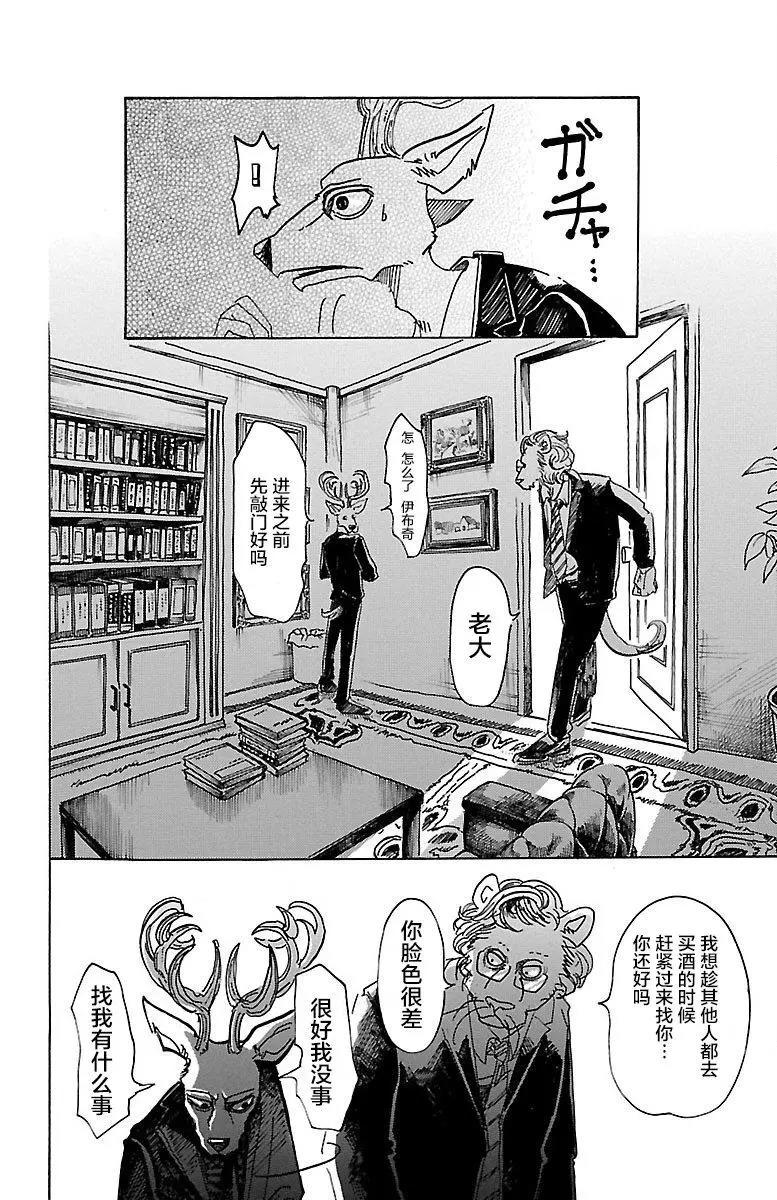 ガチャ…
!
老大
怎 怎么了 伊布奇
进来之前
先敲门好吗
我想趁其他人都去
买酒的时候
赶紧过来找你…
你还好吗
你脸色很差
很好我没事
找我有什么事